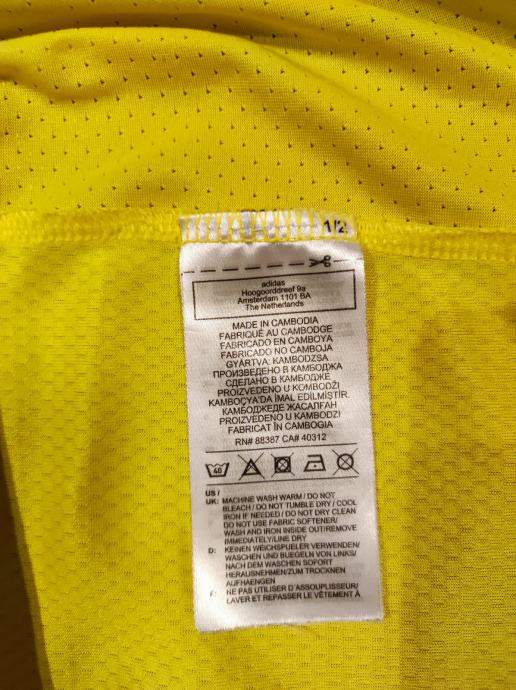 1/2
adidas
Hoogoorddreef 9a
Amsterdam 1101 BA
The Netherlands
MADE IN CAMBODIA
FABRIQUÉ AU CAMBODGE
FABRICADO EN CAMBOYA
FABRICADO NO CAMBOJA
GYÁRTVA: KAMBODZSA
ПРОИЗВЕДЕНО В КАМБОДЖА
СДЕЛАНО В КАМБОДЖЕ
PROIZVEDENO U KOMBODŽI
KAMBOÇYA'DA İMAL EDİLMİŞTİR.
КАМБОДЖЕДЕ ЖАСАЛҒАН
PROIZVEDENO U KAMBODZI
FABRICAT ÎN CAMBOGIA
RN# 88387 CA# 40312
40
US /
UK: MACHINE WASH WARM / DO NOT
BLEACH / DO NOT TUMBLE DRY / COOL
IRON IF NEEDED / DO NOT DRY CLEAN
DO NOT USE FABRIC SOFTENER/
WASH AND IRON INSIDE OUT/REMOVE
IMMEDIATELY/LINE DRY
D: KEINEN WEICHSPUELER VERWENDEN/
WASCHEN UND BUEGELN VON LINKS/
NACH DEM WASCHEN SOFORT
HERAUSNEHMEN/ZUM TROCKNEN
AUFHAENGEN
F: NE PAS UTILISER D'ASSOUPLISSEUR/
LAVER ET REPASSER LE VÊTEMENT À